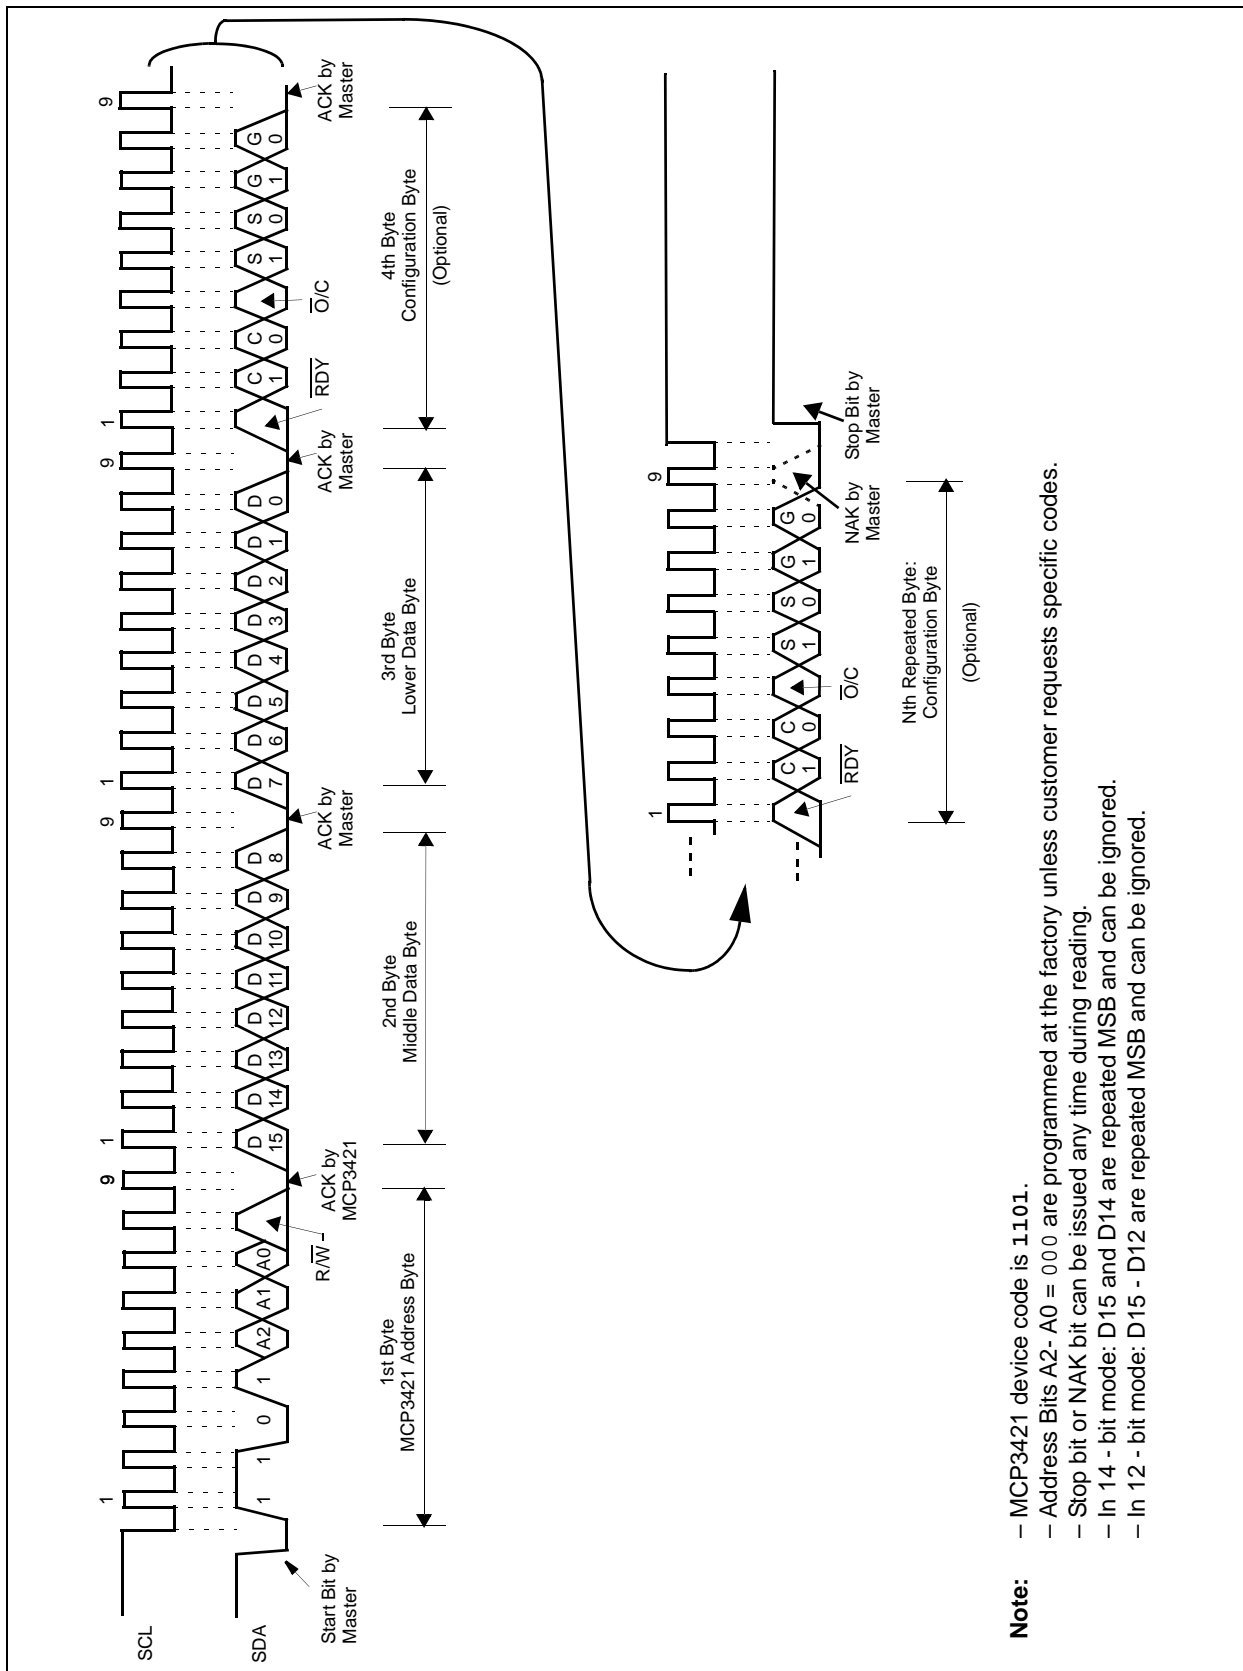 SCL
1
9
1
9
1
9
1
9
SDA
1 1 0 1 A2 A1 A0
D D D D D D D D
15 14 13 12 11 10 9 8
D D D D D D D D
7 6 5 4 3 2 1 0
C C S S G G
1 0 1 0 1 0
Start Bit by
Master
R/W
ACK by
MCP3421
ACK by
Master
ACK by
Master
RDY
O/C
ACK by
Master
1st Byte
MCP3421 Address Byte
2nd Byte
Middle Data Byte
3rd Byte
Lower Data Byte
4th Byte
Configuration Byte
(Optional)
1
9
C C S S G G
1 0 1 0 1 0
RDY
O/C
NAK by
Master
Stop Bit by
Master
Nth Repeated Byte:
Configuration Byte
(Optional)
Note: – MCP3421 device code is 1101.
– Address Bits A2- A0 = 000 are programmed at the factory unless customer requests specific codes.
– Stop bit or NAK bit can be issued any time during reading.
– In 14 - bit mode: D15 and D14 are repeated MSB and can be ignored.
– In 12 - bit mode: D15 - D12 are repeated MSB and can be ignored.